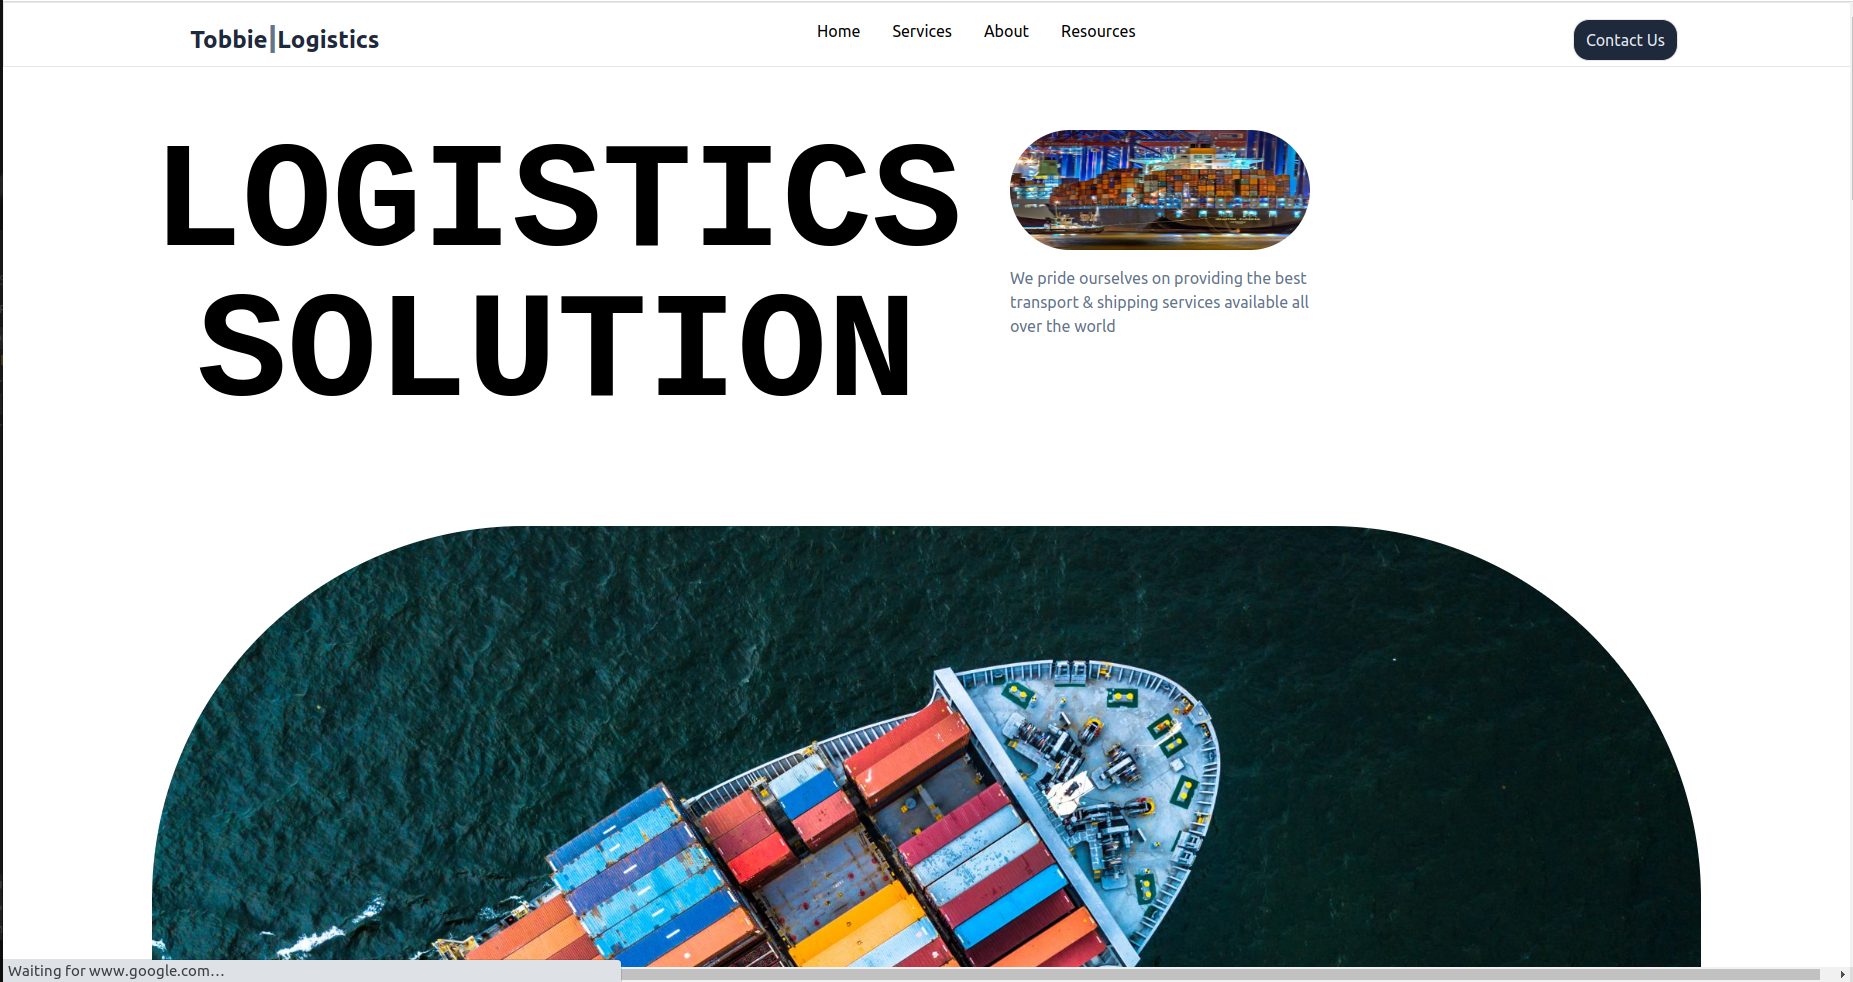 Tobbie|Logistics
Home Services About Resources
Contact Us
LOGISTICS
SOLUTION
We pride ourselves on providing the best
transport & shipping services available all
over the world
Waiting for www.google.com...